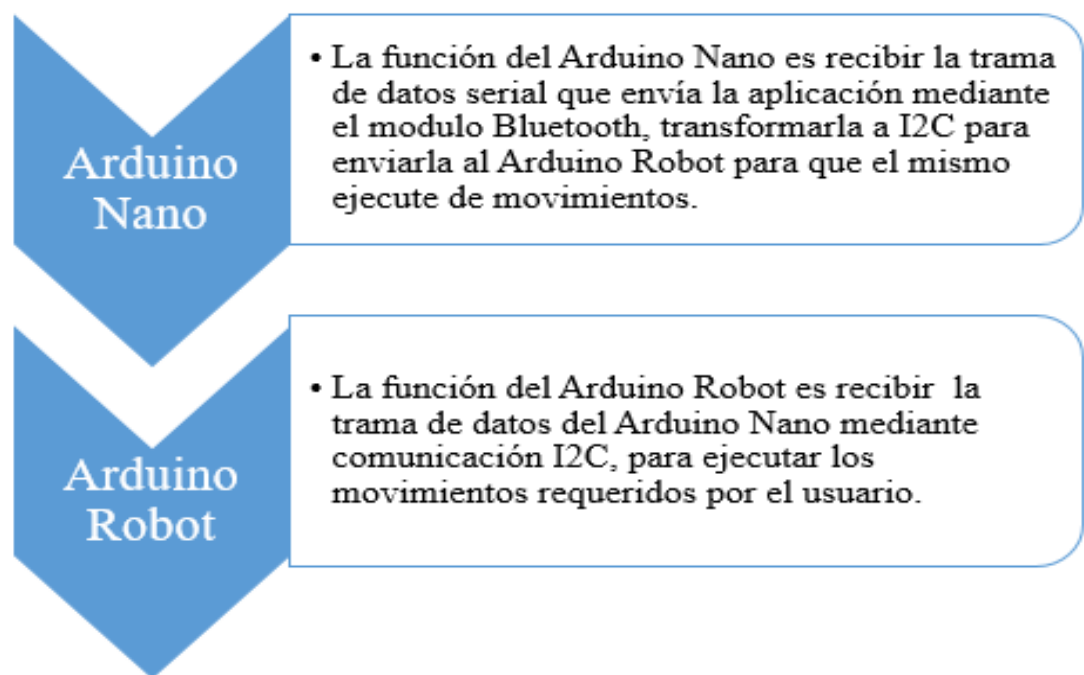 Arduino
Nano
• La función del Arduino Nano es recibir la trama
de datos serial que envía la aplicación mediante
el modulo Bluetooth, transformarla a I2C para
enviarla al Arduino Robot para que el mismo
ejecute de movimientos.
Arduino
Robot
• La función del Arduino Robot es recibir la
trama de datos del Arduino Nano mediante
comunicación I2C, para ejecutar los
movimientos requeridos por el usuario.